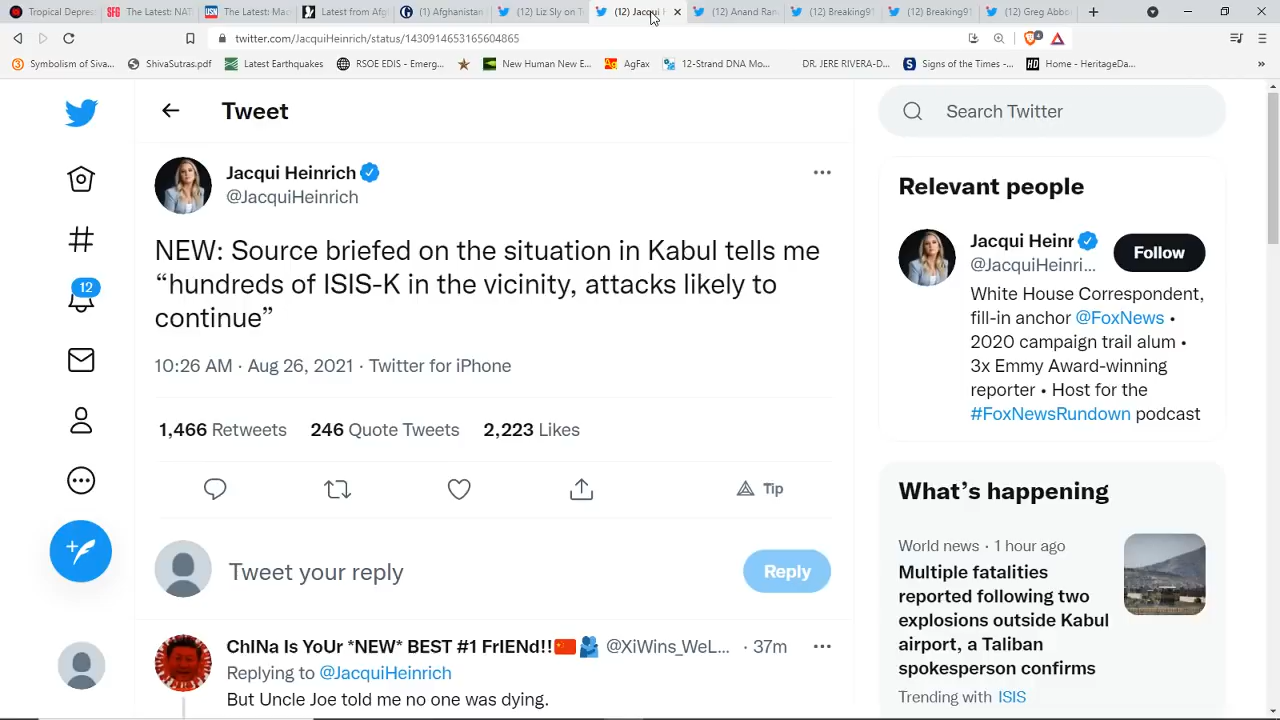 Tropical Depres
SFG The Latest: NAT
USN The Latest: Mac
Latest from Afg
(1) Afghanistan
(12) Liz Sly on T
(12) Jacqui H
(12) Anand Ran
(12) Breaking91
(12) Breaking91
(12) Greg Abbo
twitter.com/JacquiHeinrich/status/1430914653165604865
4
Symbolism of Siva...
ShivaSutras.pdf
Latest Earthquakes
RSOE EDIS - Emerg...
New Human New E...
Ag AgFax
12-Strand DNA Mo...
DR. JERE RIVERA-D...
S Signs of the Times -...
HD Home - HeritageDa...
»
Tweet
Jacqui Heinrich
@JacquiHeinrich
NEW: Source briefed on the situation in Kabul tells me
“hundreds of ISIS-K in the vicinity, attacks likely to
continue”
10:26 AM · Aug 26, 2021 · Twitter for iPhone
1,466 Retweets 246 Quote Tweets 2,223 Likes
Tip
Tweet your reply
Reply
ChINa Is YoUr *NEW* BEST #1 FrIENd!! @XiWins_WeL... · 37m
Replying to @JacquiHeinrich
But Uncle Joe told me no one was dying.
12
Search Twitter
Relevant people
Jacqui Heinr
@JacquiHeinri...
Follow
White House Correspondent,
fill-in anchor @FoxNews •
2020 campaign trail alum •
3x Emmy Award-winning
reporter • Host for the
#FoxNewsRundown podcast
What’s happening
World news · 1 hour ago
Multiple fatalities
reported following two
explosions outside Kabul
airport, a Taliban
spokesperson confirms
Trending with ISIS